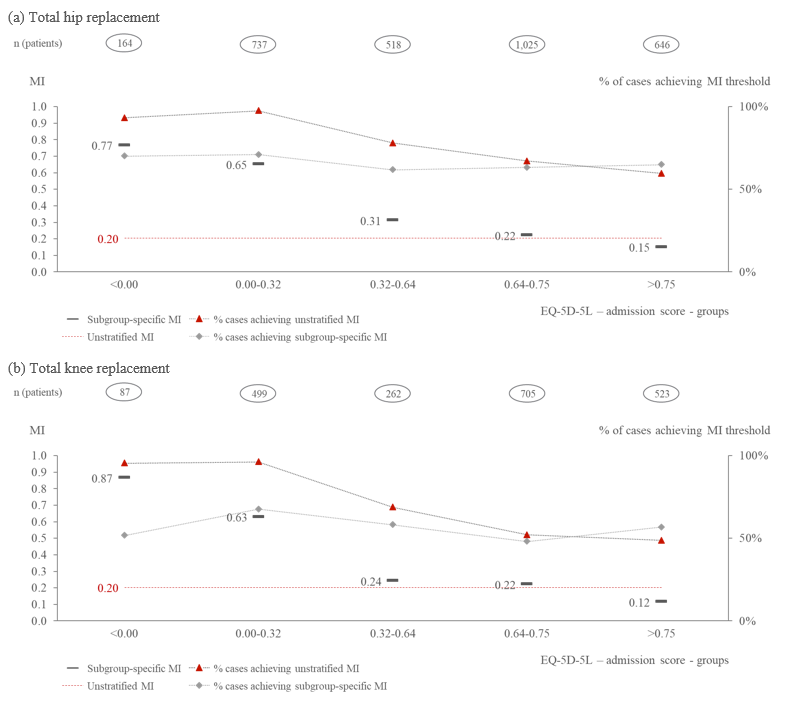 (a) Total hip replacement
n (patients) 164 737 518 1,025 646
MI % of cases achieving MI threshold
1.0 100%
0.9
0.8
0.77
0.7
0.65
0.6
0.5 50%
0.4
0.31
0.3
0.22
0.2 0.20
0.15
0.1
0.0 0%
<0.00 0.00-0.32 0.32-0.64 0.64-0.75 >0.75
EQ-5D-5L – admission score - groups
Subgroup-specific MI % cases achieving unstratified MI
Unstratified MI % cases achieving subgroup-specific MI
(b) Total knee replacement
n (patients) 87 499 262 705 523
MI % of cases achieving MI threshold
1.0 100%
0.9
0.87
0.8
0.7
0.63
0.6
0.5 50%
0.4
0.3
0.24
0.22
0.2 0.20
0.12
0.1
0.0 0%
<0.00 0.00-0.32 0.32-0.64 0.64-0.75 >0.75
EQ-5D-5L – admission score - groups
Subgroup-specific MI % cases achieving unstratified MI
Unstratified MI % cases achieving subgroup-specific MI